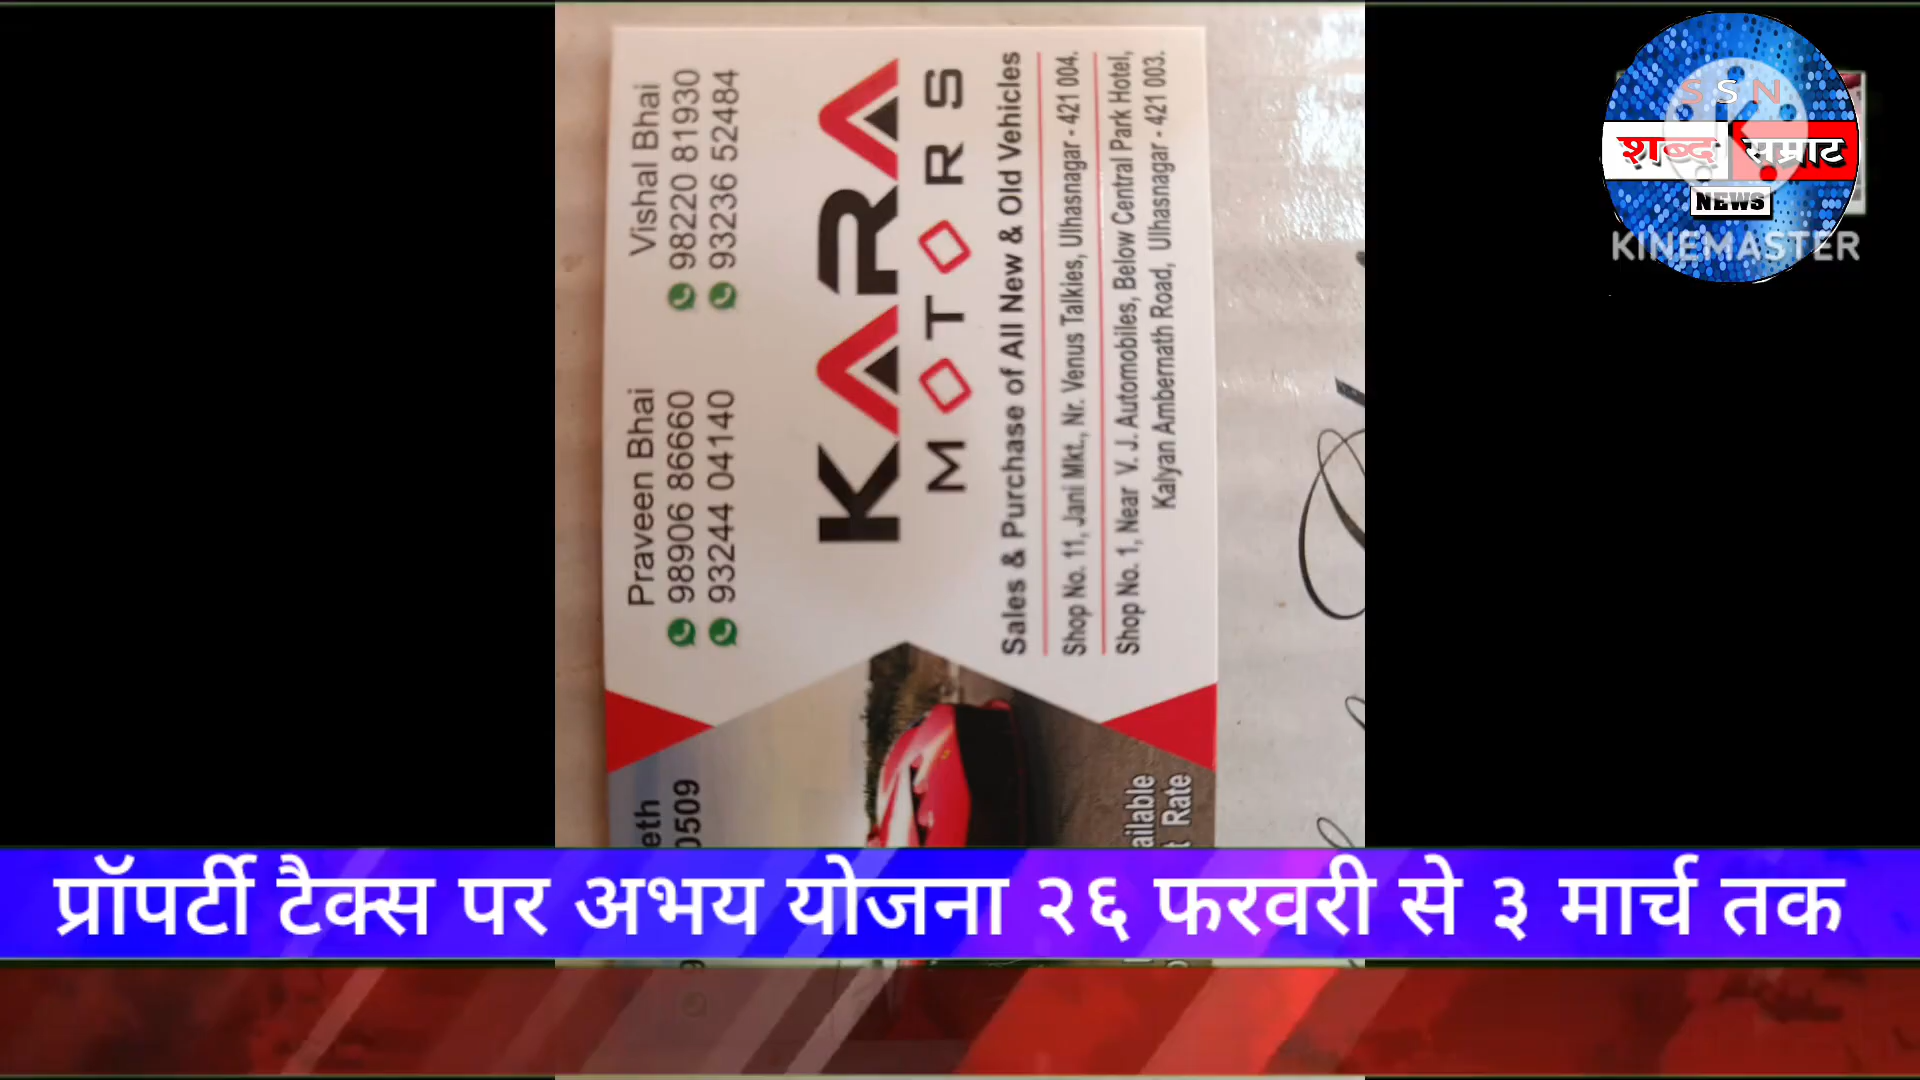 Praveen Bhai
98906 86660
93244 04140
Vishal Bhai
98220 81930
93236 52484
KARA
MOTORS
Sales & Purchase of All New & Old Vehicles
Shop No. 11, Jani Mkt., Nr. Venus Talkies, Ulhasnagar - 421 004.
Shop No. 1, Near V. J. Automobiles, Below Central Park Hotel,
Kalyan Ambernath Road, Ulhasnagar - 421 003.
eth
0509
ailable
Rate
SSN
शब्द सम्राट
NEWS
KINEMASTER
प्रॉपर्टी टैक्स पर अभय योजना २६ फरवरी से ३ मार्च तक